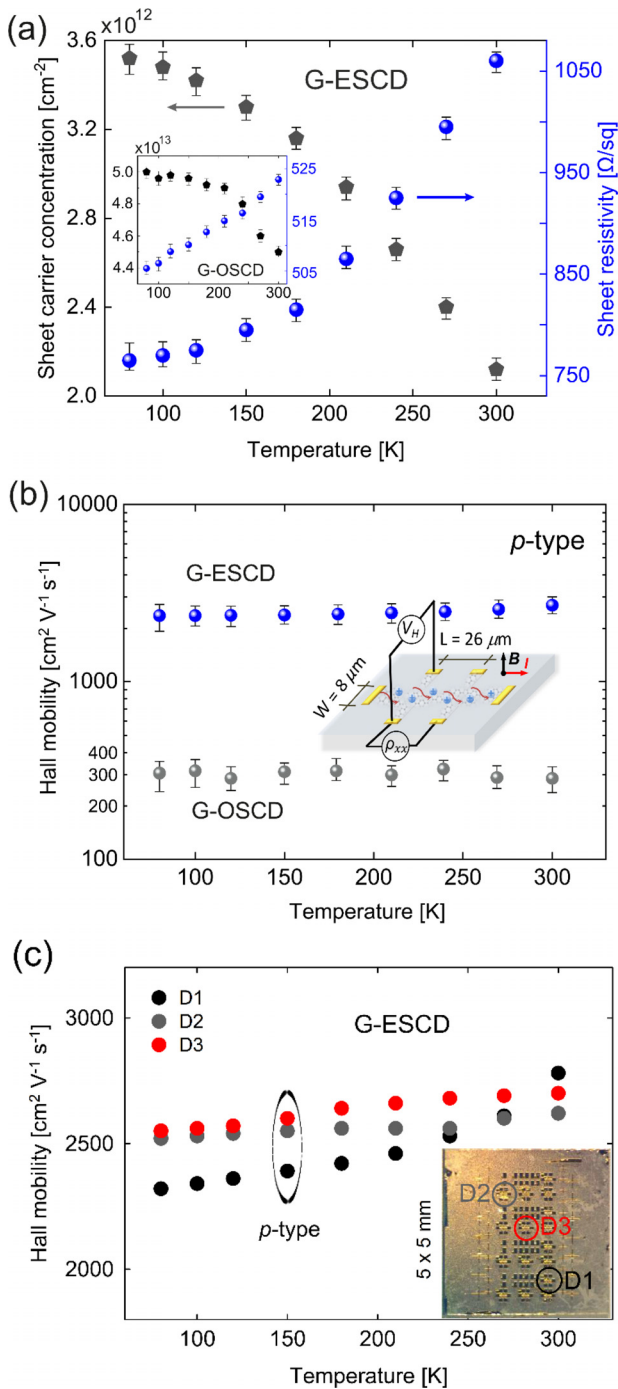 (a)
x10¹²
G-ESCD
3.6
3.2
2.8
2.4
2.0
Sheet carrier concentration [cm⁻²]
1050
950
850
750
Sheet resistivity [Ω/sq]
x10¹³
5.0
4.8
4.6
4.4
525
515
505
G-OSCD
100 200 300
100 150 200 250 300
Temperature [K]
(b)
10000
1000
400
300
200
100
Hall mobility [cm² V⁻¹ s⁻¹]
p-type
G-ESCD
V_H
L = 26 μm
B
I
W = 8 μm
ρ_xx
G-OSCD
100 150 200 250 300
Temperature [K]
(c)
3000
2500
2000
Hall mobility [cm² V⁻¹ s⁻¹]
D1
D2
D3
G-ESCD
p-type
5 x 5 mm
D2
D3
D1
100 150 200 250 300
Temperature [K]